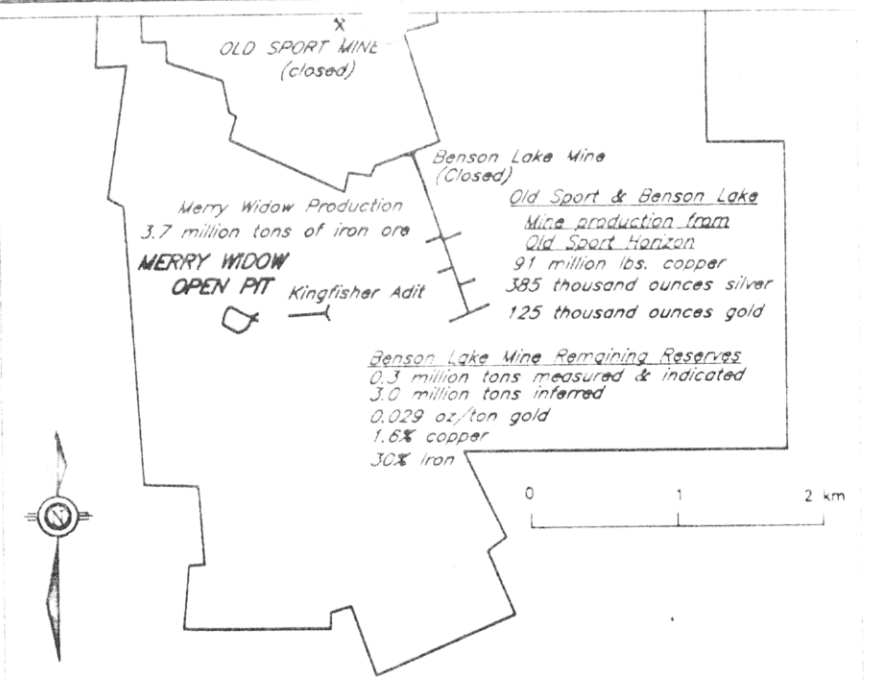 OLD SPORT MINE
(closed)
Benson Lake Mine
(Closed)
Old Sport & Benson Lake
Mine production from
Old Sport Horizon
91 million lbs. copper
385 thousand ounces silver
125 thousand ounces gold
Merry Widow Production
3.7 million tons of iron ore
MERRY WIDOW
OPEN PIT
Kingfisher Adit
Benson Lake Mine Remaining Reserves
0.3 million tons measured & indicated
3.0 million tons inferred
0.029 oz/ton gold
1.6% copper
30% iron
N
0 1 2 km